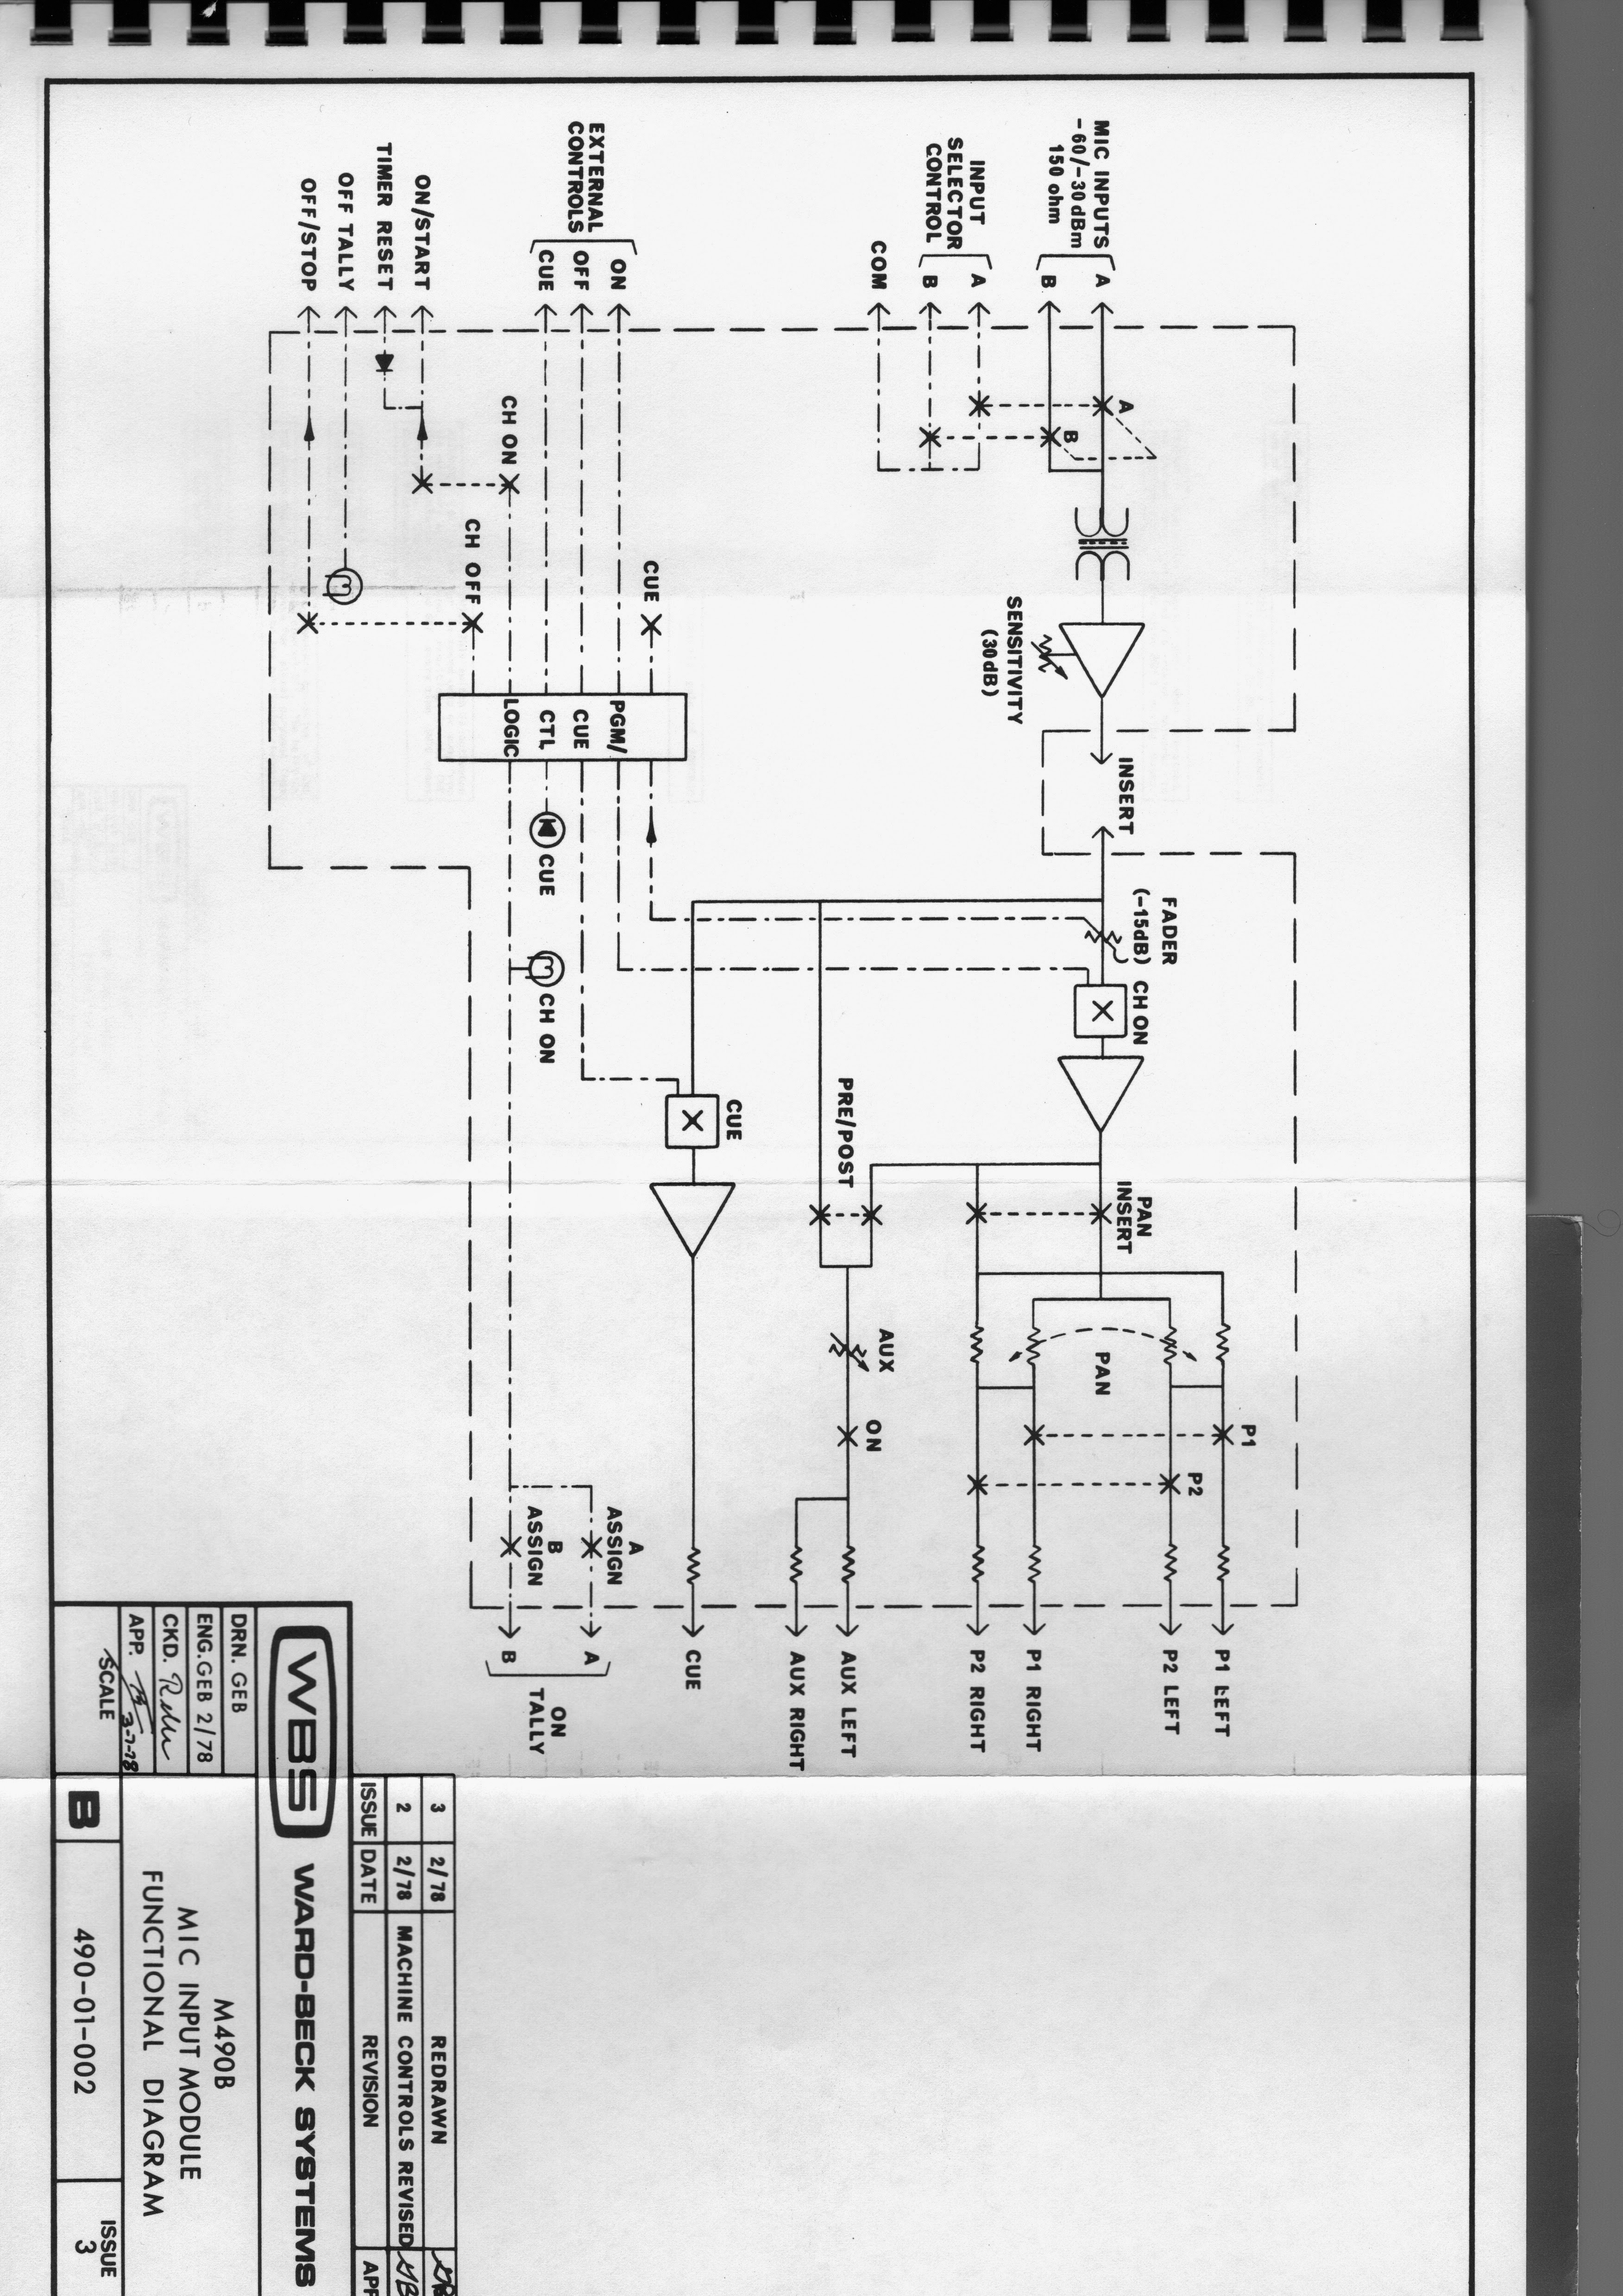 MIC INPUTS
-60/-30dBm
150 ohm
A
B
INPUT
SELECTOR
CONTROL
A
B
COM
EXTERNAL
CONTROLS
ON
OFF
CUE
ON/START
TIMER RESET
OFF TALLY
OFF/STOP
A
B
SENSITIVITY
(30dB)
INSERT
CUE
CH ON
CH OFF
PGM/
CUE
CTL
LOGIC
CUE
CH ON
FADER
(-15dB)
CH ON
PRE/POST
CUE
PAN
INSERT
PAN
AUX
ON
P1
P2
A
ASSIGN
B
ASSIGN
P1 LEFT
P2 LEFT
P1 RIGHT
P2 RIGHT
AUX LEFT
AUX RIGHT
CUE
A
B
ON
TALLY
3 2/78 REDRAWN
2 2/78 MACHINE CONTROLS REVISED
ISSUE DATE REVISION APP
WBS WARD-BECK SYSTEMS
DRN. GEB
ENG. GEB 2/78
CKD.
APP. 3-7-78
SCALE
M490B
MIC INPUT MODULE
FUNCTIONAL DIAGRAM
B
490-01-002
ISSUE
3